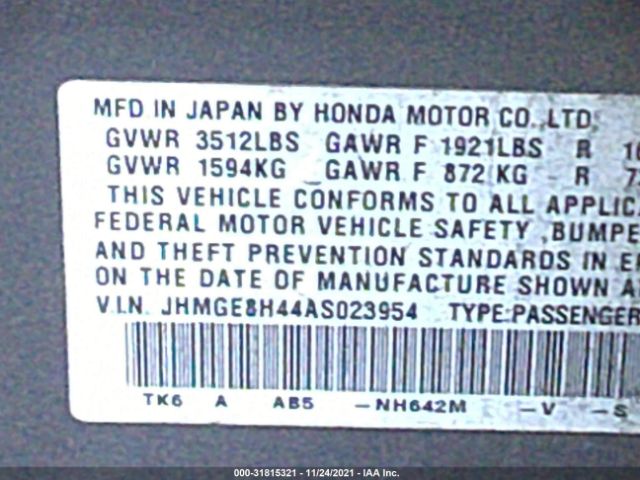 MFD IN JAPAN BY HONDA MOTOR CO.,LTD.
GVWR 3512LBS GAWR F 1921LBS R
GVWR 1594KG GAWR F 872 KG R
THIS VEHICLE CONFORMS TO ALL APPLIC
FEDERAL MOTOR VEHICLE SAFETY ,BUMPE
AND THEFT PREVENTION STANDARDS IN
ON THE DATE OF MANUFACTURE SHOWN
V.I.N. JHMGE8H44AS023954 TYPE:PASSENGER
TK6 A AB5 -NH642M -V -S
000-31815321 - 11/24/2021 - IAA Inc.